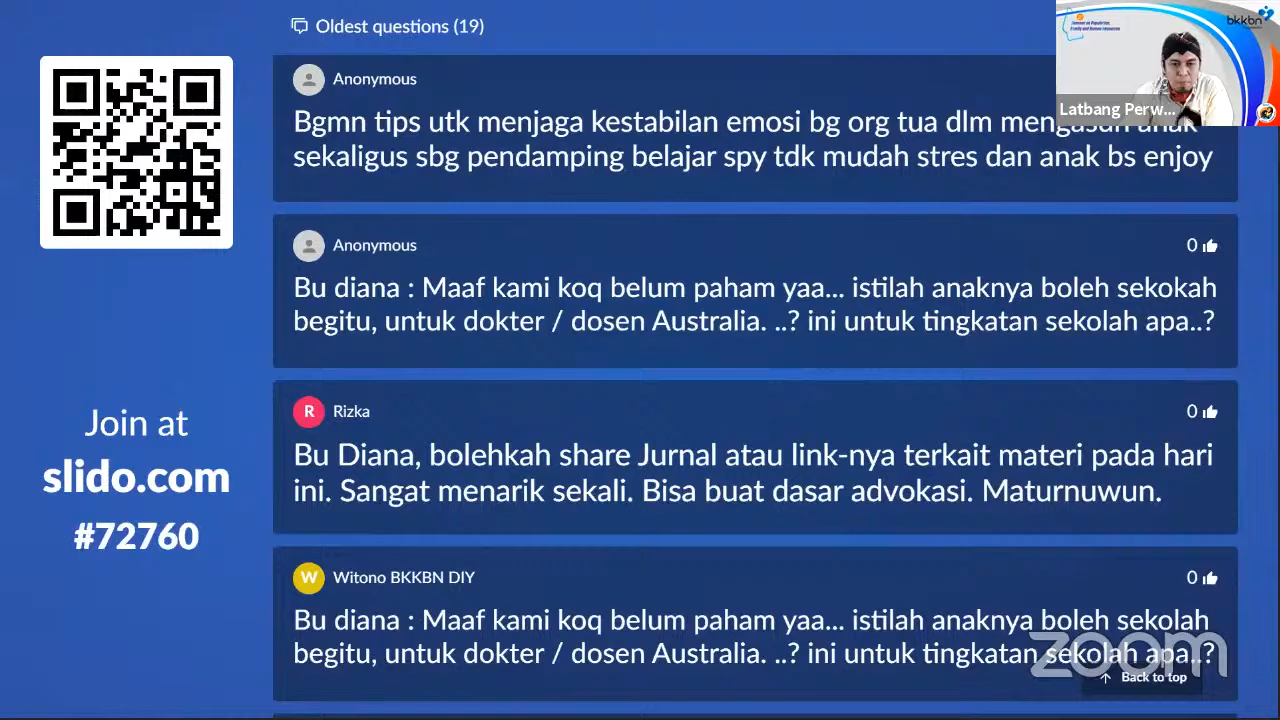 Oldest questions (19)
bkkbn
Latbang Perw...
Anonymous
Bgmn tips utk menjaga kestabilan emosi bg org tua dlm mengasuh anak
sekaligus sbg pendamping belajar spy tdk mudah stres dan anak bs enjoy
Anonymous
0
Bu diana : Maaf kami koq belum paham yaa... istilah anaknya boleh sekokah
begitu, untuk dokter / dosen Australia. ..? ini untuk tingkatan sekolah apa..?
R Rizka
0
Bu Diana, bolehkah share Jurnal atau link-nya terkait materi pada hari
ini. Sangat menarik sekali. Bisa buat dasar advokasi. Maturnuwun.
W Witono BKKBN DIY
0
Bu diana : Maaf kami koq belum paham yaa... istilah anaknya boleh sekolah
begitu, untuk dokter / dosen Australia. ..? ini untuk tingkatan sekolah apa..?
Join at
slido.com
#72760
zoom
↑ Back to top